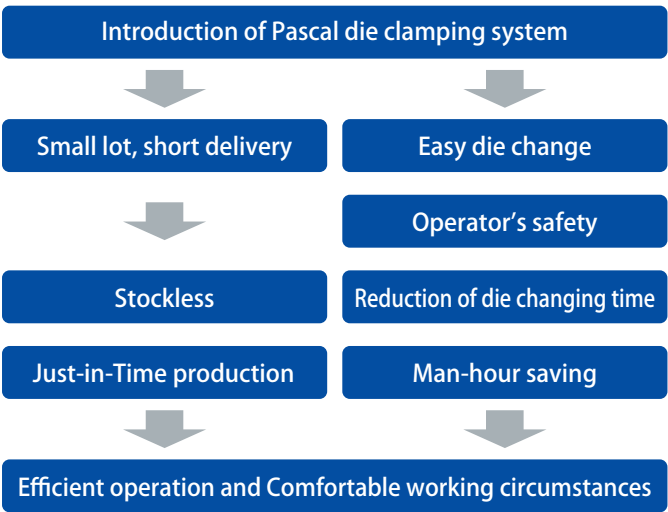 Introduction of Pascal die clamping system
Small lot, short delivery
Easy die change
Operator's safety
Stockless
Reduction of die changing time
Just-in-Time production
Man-hour saving
Efficient operation and Comfortable working circumstances